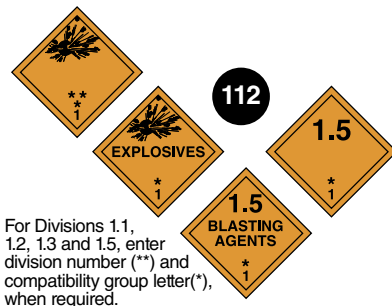 **
*
1
EXPLOSIVES
*
1
112
1.5
*
1
1.5
BLASTING
AGENTS
*
1
For Divisions 1.1,
1.2, 1.3 and 1.5, enter
division number (**) and
compatibility group letter(*),
when required.